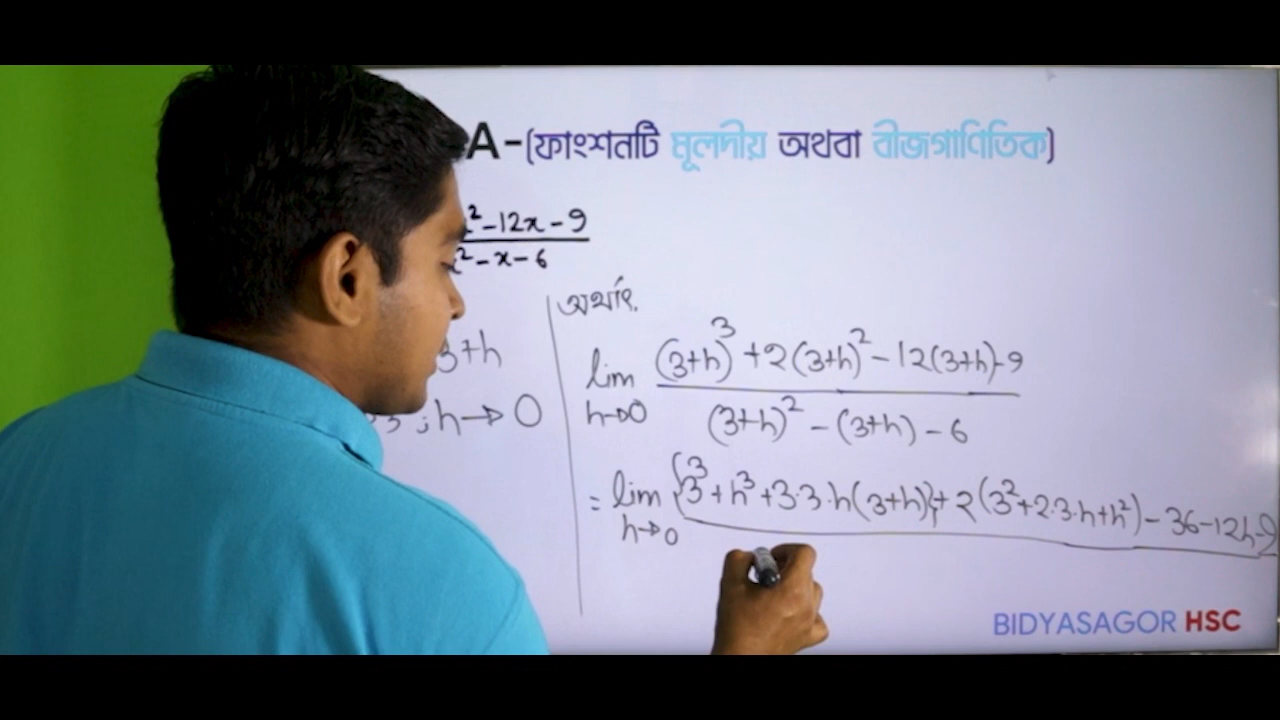 A-(ফাংশনটি মূলদীয় অথবা বীজগাণিতিক)
x²-12x-9
x²-x-6
3+h
h→0
অর্থাৎ,
lim h→0
(3+h)³+2(3+h)²-12(3+h)-9
(3+h)²-(3+h)-6
= lim h→0 {3³+h³+3·3·h(3+h)}+2(3²+2·3·h+h²)-36-12h-9
BIDYASAGOR HSC